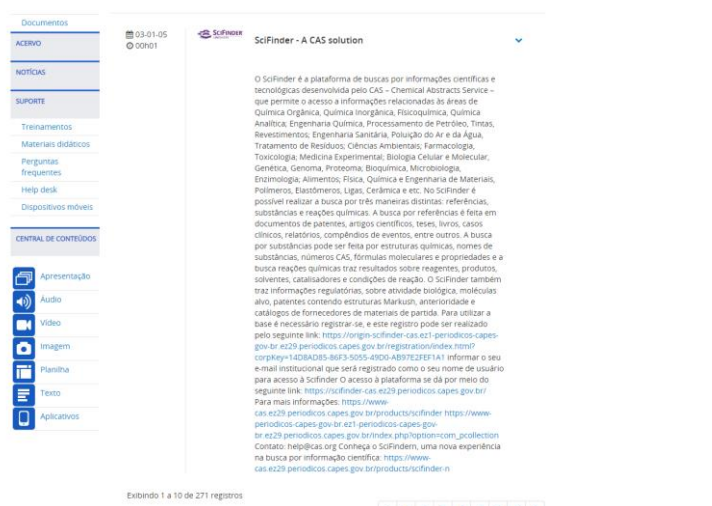 Documentos
ACERVO
NOTÍCIAS
SUPORTE
Treinamentos
Materiais didáticos
Perguntas
frequentes
Help desk
Dispositivos móveis
CENTRAL DE CONTEÚDOS
Apresentação
Áudio
Vídeo
Imagem
Planilha
Texto
Aplicativos
03-01-05
00h01
SCIFINDER
SciFinder - A CAS solution
O SciFinder é a plataforma de buscas por informações científicas e
tecnológicas desenvolvida pelo CAS – Chemical Abstracts Service –
que permite o acesso a informações relacionadas às áreas de
Química Orgânica, Química Inorgânica, Físicoquímica, Química
Analítica; Engenharia Química, Processamento de Petróleo, Tintas,
Revestimentos; Engenharia Sanitária, Poluição do Ar e da Água,
Tratamento de Resíduos; Ciências Ambientais; Farmacologia,
Toxicologia; Medicina Experimental; Biologia Celular e Molecular,
Genética, Genoma, Proteoma; Bioquímica, Microbiologia,
Enzimologia; Alimentos; Física, Química e Engenharia de Materiais,
Polímeros, Elastômeros, Ligas, Cerâmica e etc. No SciFinder é
possível realizar a busca por três maneiras distintas: referências,
substâncias e reações químicas. A busca por referências é feita em
documentos de patentes, artigos científicos, teses, livros, casos
clínicos, relatórios, compêndios de eventos, entre outros. A busca
por substâncias pode ser feita por estruturas químicas, nomes de
substâncias, números CAS, fórmulas moleculares e propriedades e a
busca reações químicas traz resultados sobre reagentes, produtos,
solventes, catalisadores e condições de reação. O SciFinder também
traz informações regulatórias, sobre atividade biológica, moléculas
alvo, patentes contendo estruturas Markush, anterioridade e
catálogos de fornecedores de materiais de partida. Para utilizar a
base é necessário registrar-se, e este registro pode ser realizado
pelo seguinte link: https://origin-scifinder-cas.ez1-periodicos-capes-
gov-br.ez29.periodicos.capes.gov.br/registration/index.html?
corpKey=14D8AD85-86F3-5055-49D0-AB97E2FEF1A1 informar o seu
e-mail institucional que será registrado como o seu nome de usuário
para acesso à Scifinder O acesso à plataforma se dá por meio do
seguinte link: https://scifinder-cas.ez29.periodicos.capes.gov.br/
Para mais informações: https://www-
cas.ez29.periodicos.capes.gov.br/products/scifinder https://www-
periodicos-capes-gov-br.ez1-periodicos-capes-gov-
br.ez29.periodicos.capes.gov.br/index.php?option=com_pcollection
Contato: help@cas.org Conheça o SciFindern, uma nova experiência
na busca por informação científica: https://www-
cas.ez29.periodicos.capes.gov.br/products/scifinder-n
Exibindo 1 a 10 de 271 registros